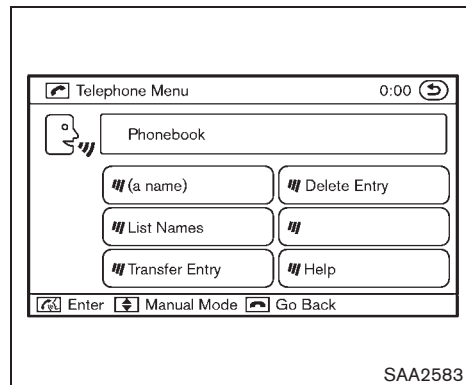 Telephone Menu 0:00
Phonebook
(a name) Delete Entry
List Names
Transfer Entry Help
Enter Manual Mode Go Back
SAA2583